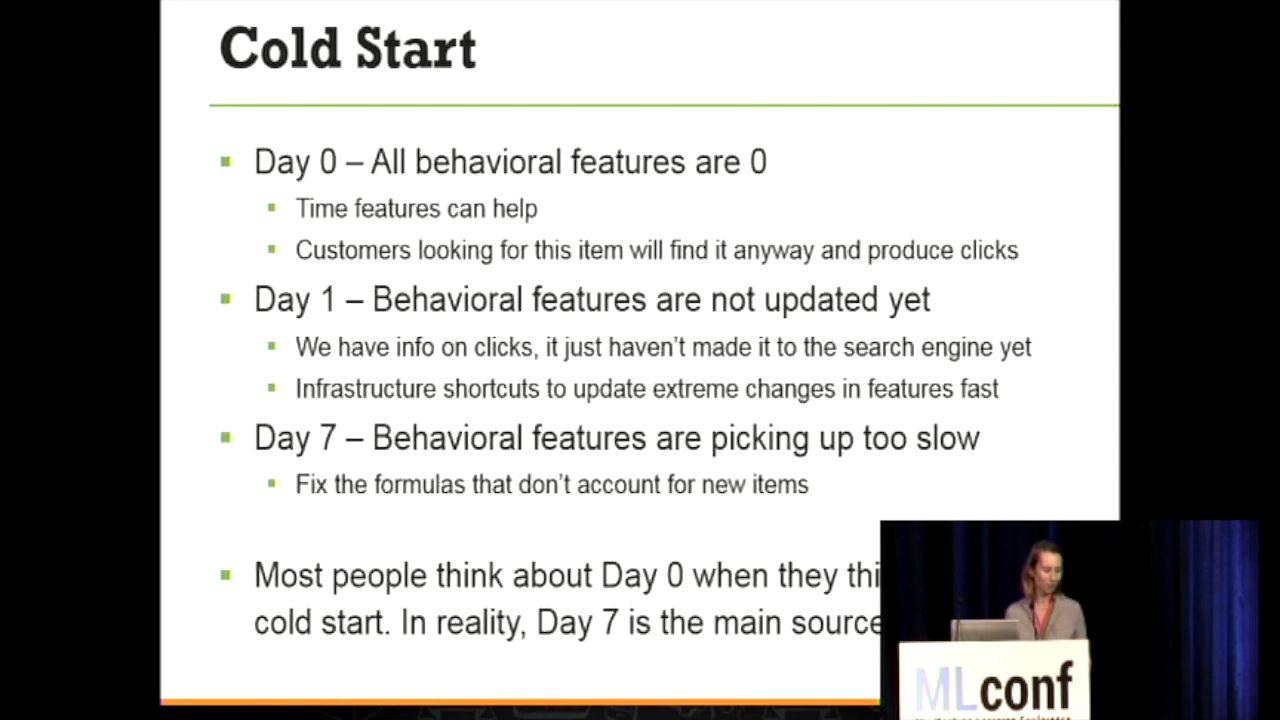 Cold Start
Day 0 – All behavioral features are 0
Time features can help
Customers looking for this item will find it anyway and produce clicks
Day 1 – Behavioral features are not updated yet
We have info on clicks, it just haven't made it to the search engine yet
Infrastructure shortcuts to update extreme changes in features fast
Day 7 – Behavioral features are picking up too slow
Fix the formulas that don't account for new items
Most people think about Day 0 when they thi
cold start. In reality, Day 7 is the main source
MLconf